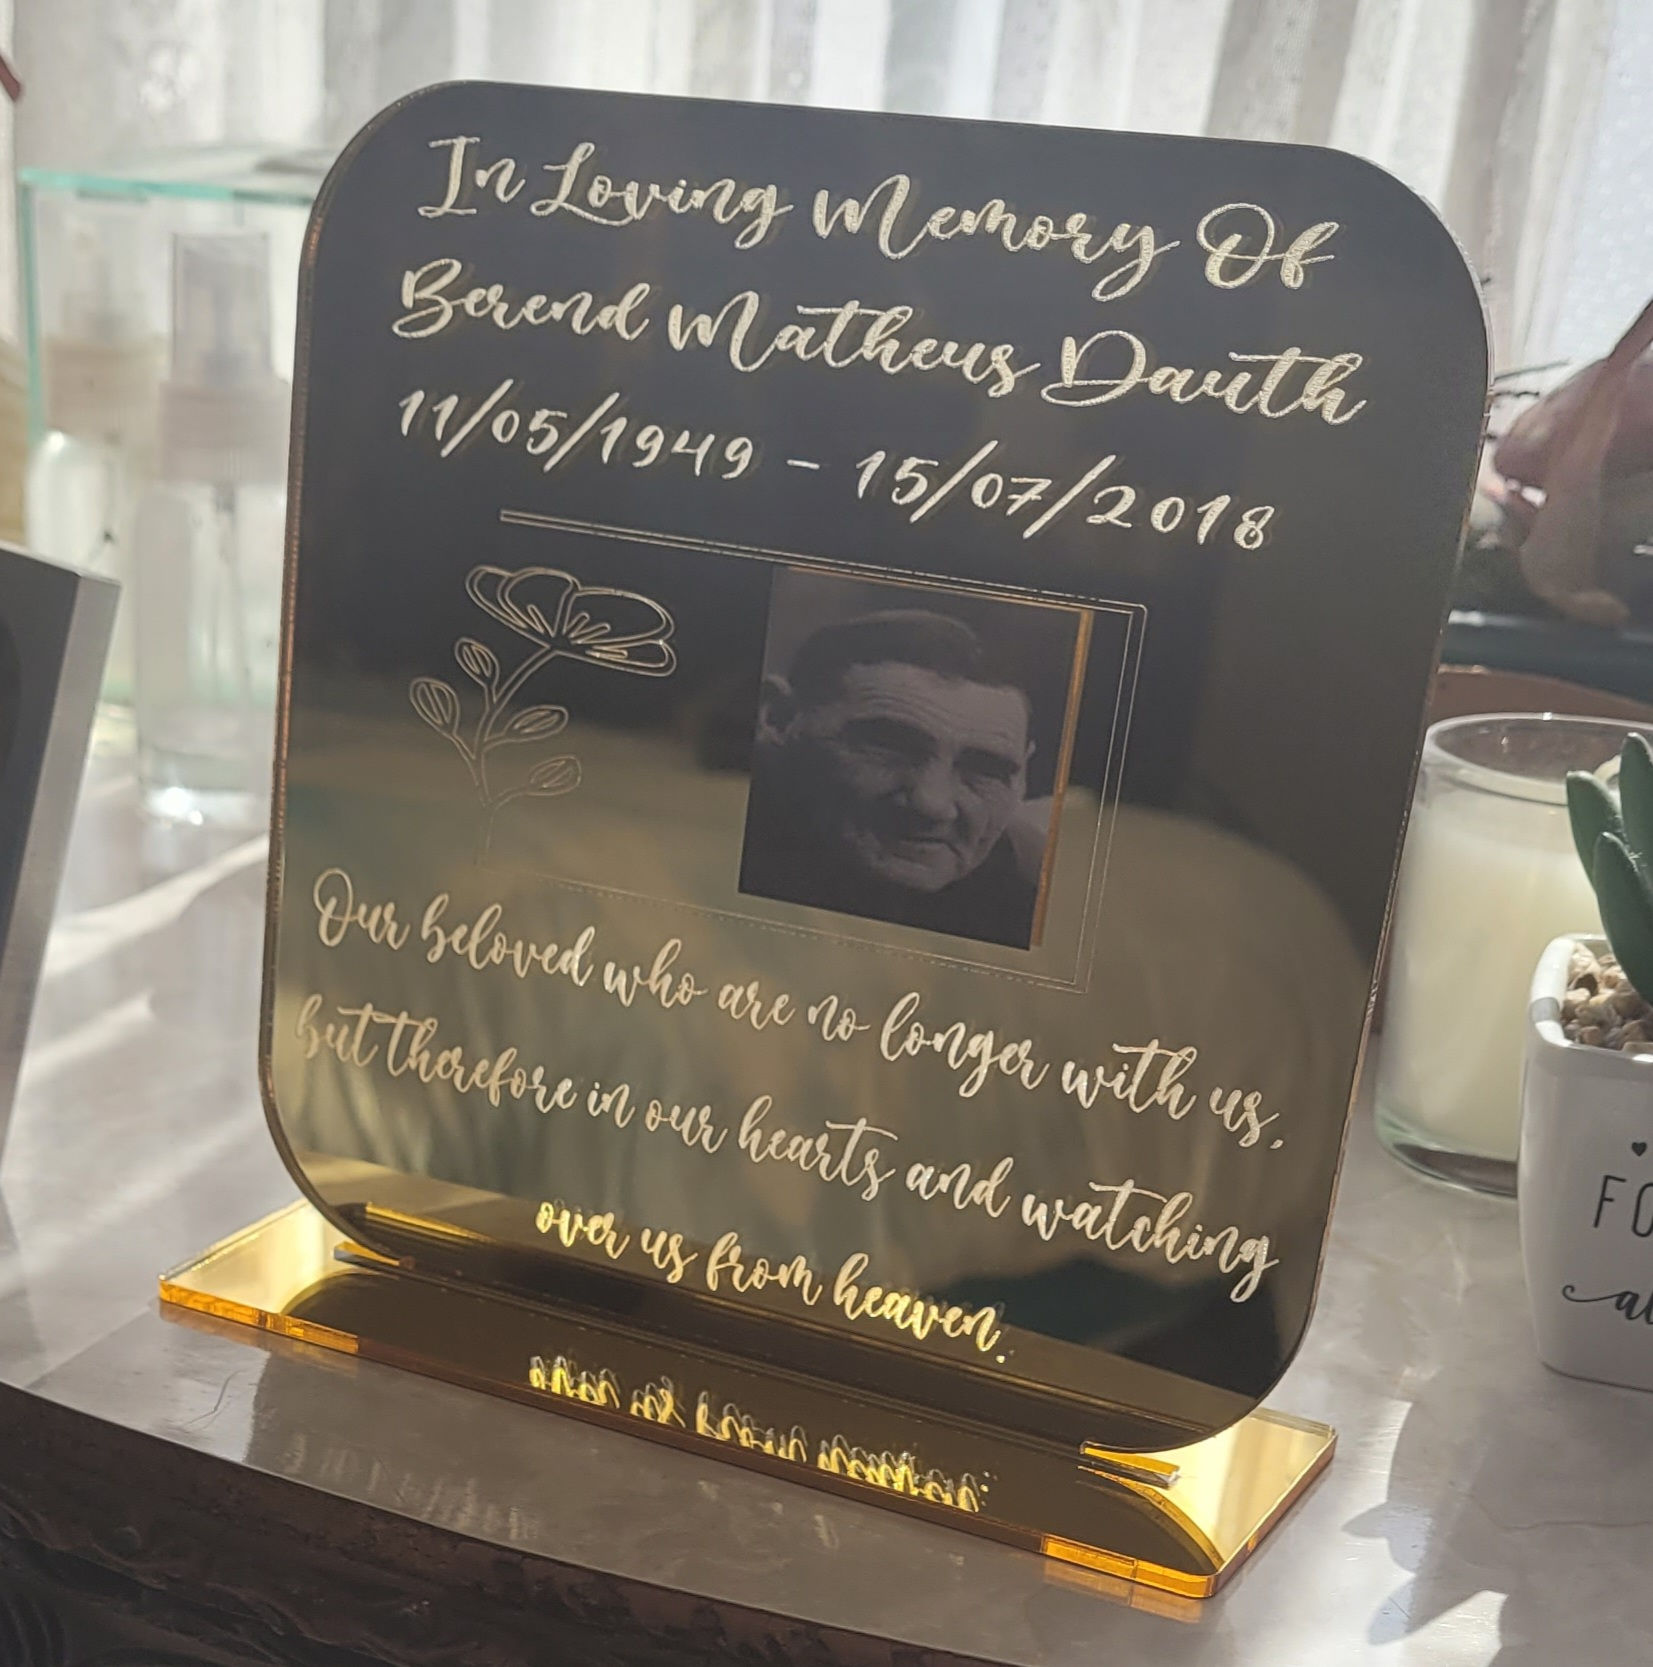 In Loving Memory Of
Berend Matheus Dauth
11/05/1949 - 15/07/2018
Our beloved who are no longer with us,
but therefore in our hearts and watching
over us from heaven.